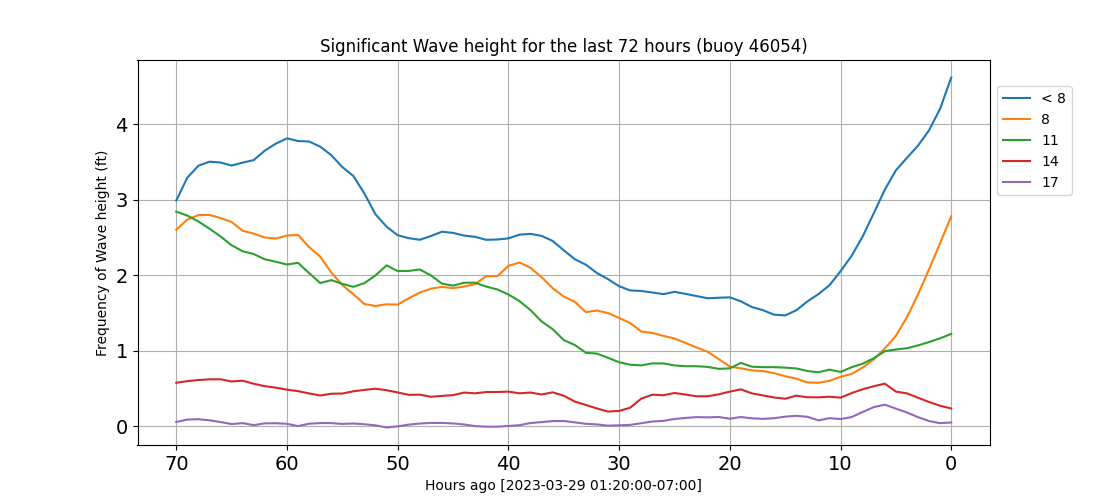 Significant Wave height for the last 72 hours (buoy 46054)
Frequency of Wave height (ft)
4
3
2
1
0
70 60 50 40 30 20 10 0
Hours ago [2023-03-29 01:20:00-07:00]
< 8
8
11
14
17